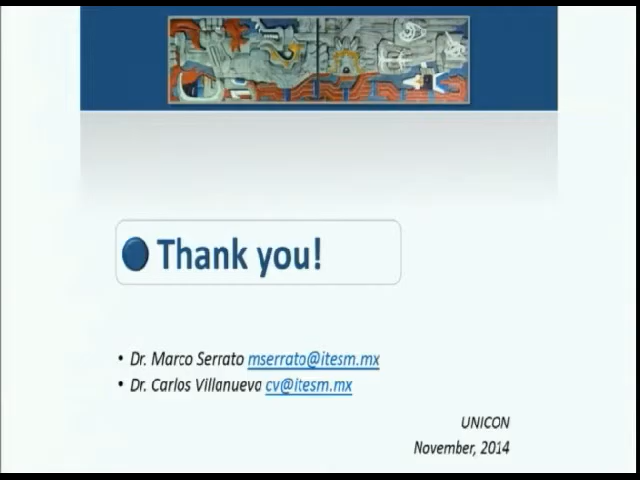 Thank you!
• Dr. Marco Serrato mserrato@itesm.mx
• Dr. Carlos Villanueva cv@itesm.mx
UNICON
November, 2014